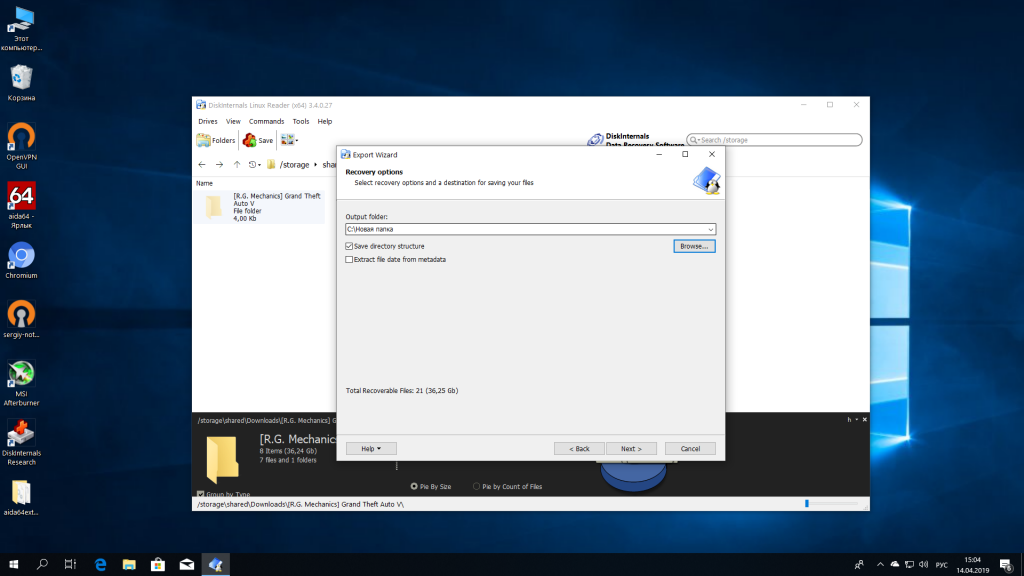 Этот
компьютер...
Корзина
OpenVPN
GUI
64
aida64 -
Ярлык
Chromium
sergiy-not...
MSI
Afterburner
DiskInternals
Research
aida64ext...
DiskInternals Linux Reader (x64) 3.4.0.27
Drives View Commands Tools Help
Folders Save
DiskInternals
Data Recovery Software
Search /storage
/storage
Name
[R.G. Mechanics] Grand Theft
Auto V
File folder
4,00 Kb
Export Wizard
Recovery options
Select recovery options and a destination for saving your files
Output folder:
C:\Новая папка
Save directory structure
Browse...
Extract file date from metadata
Total Recoverable Files: 21 (36,25 Gb)
Help
< Back
Next >
Cancel
/storage\shared\Downloads\[R.G. Mechanics] G
h
[R.G. Mechanics
8 Items (36,24 Gb)
7 files and 1 folders
Group by Type
Pie By Size
Pie by Count of Files
/storage\shared\Downloads\[R.G. Mechanics] Grand Theft Auto V\
РУС
15:04
14.04.2019